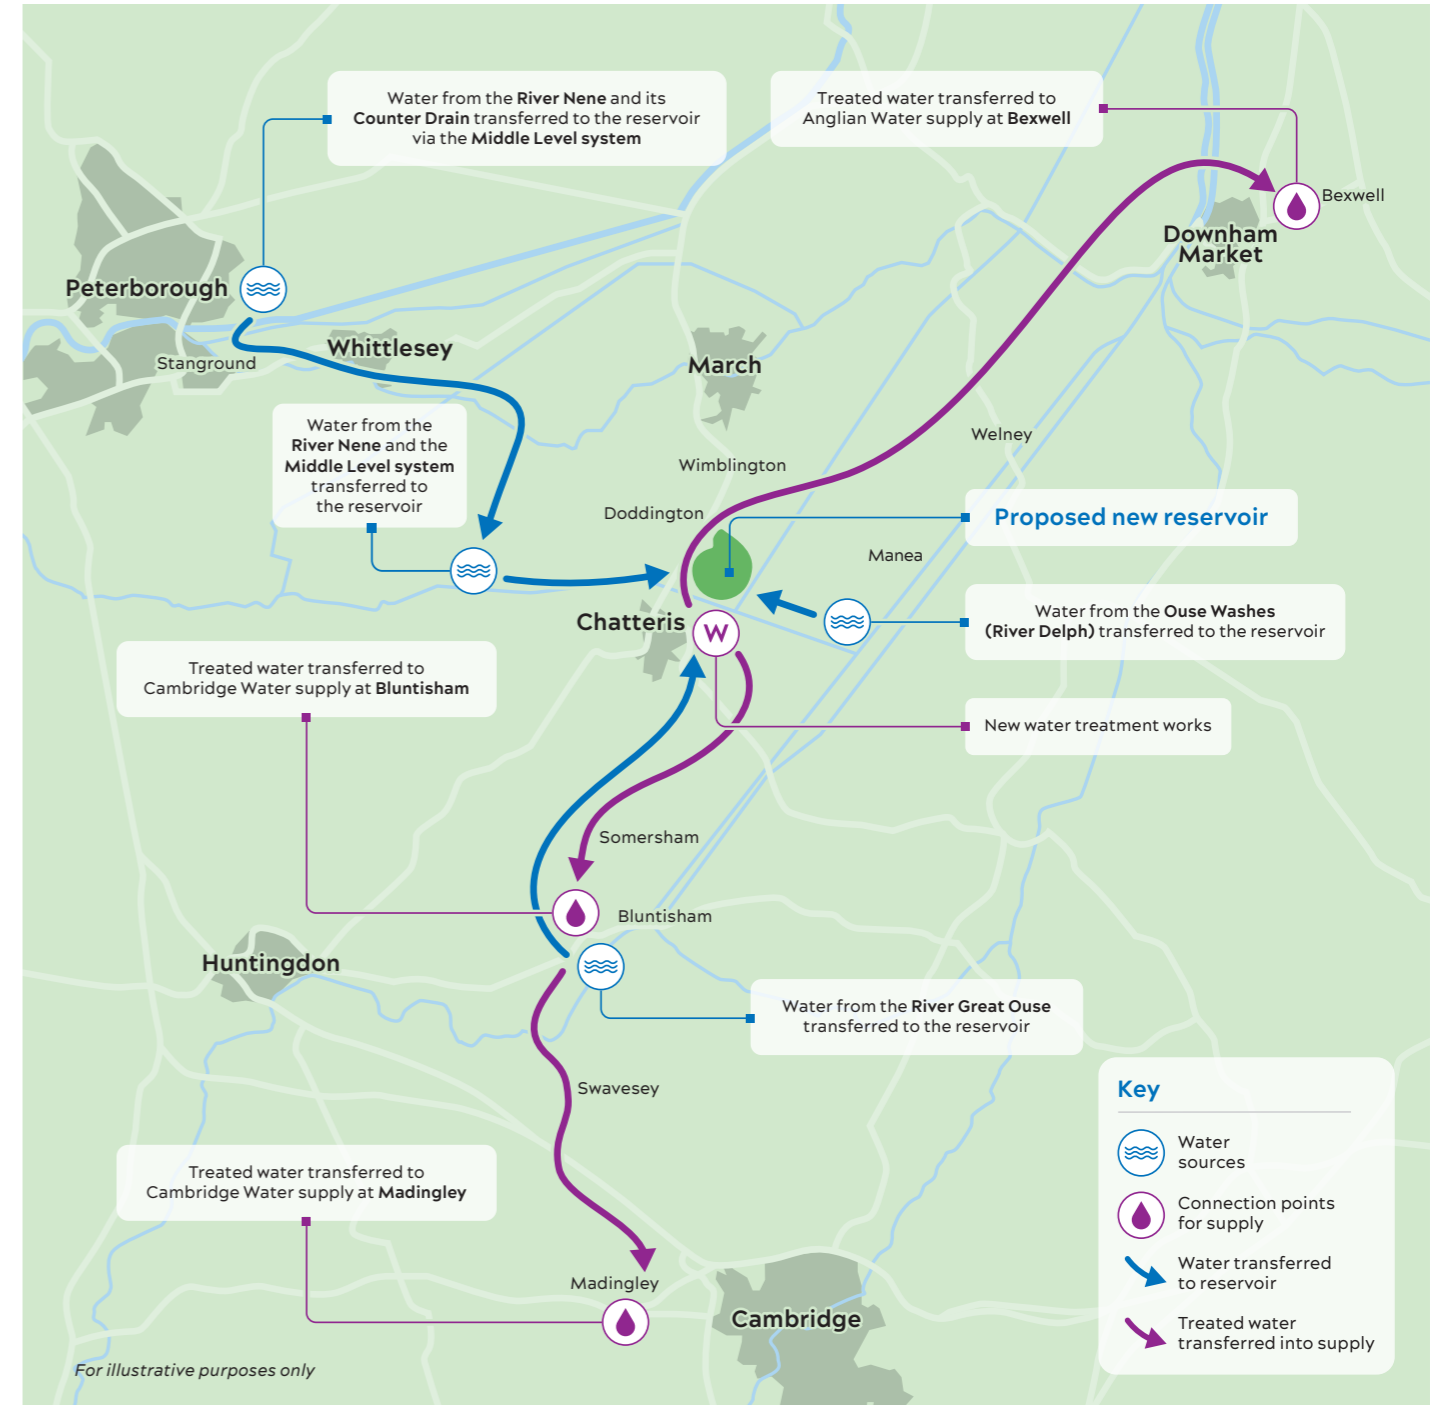 Water from the River Nene and its
Counter Drain transferred to the reservoir
via the Middle Level system
Treated water transferred to
Anglian Water supply at Bexwell
Bexwell
Downham
Market
Peterborough
Stanground
Whittlesey
March
Water from the
River Nene and the
Middle Level system
transferred to
the reservoir
Welney
Wimblington
Doddington
Proposed new reservoir
Manea
Chatteris
W
Water from the Ouse Washes
(River Delph) transferred to the reservoir
Treated water transferred to
Cambridge Water supply at Bluntisham
New water treatment works
Somersham
Bluntisham
Huntingdon
Water from the River Great Ouse
transferred to the reservoir
Swavesey
Treated water transferred to
Cambridge Water supply at Madingley
Madingley
Cambridge
Key
Water
sources
Connection points
for supply
Water transferred
to reservoir
Treated water
transferred into supply
For illustrative purposes only